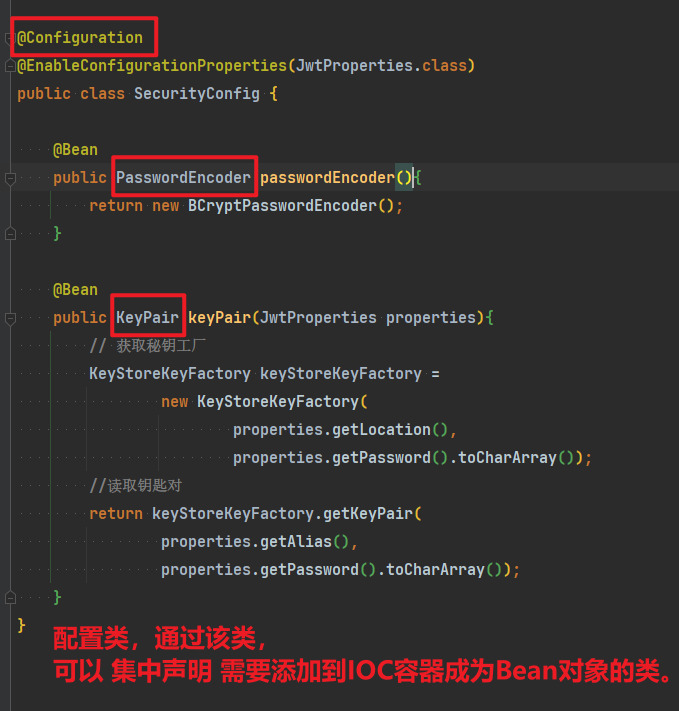 @Configuration
@EnableConfigurationProperties(JwtProperties.class)
public class SecurityConfig {
@Bean
public PasswordEncoder passwordEncoder(){
return new BCryptPasswordEncoder();
}
@Bean
public KeyPair keyPair(JwtProperties properties){
// 获取秘钥工厂
KeyStoreKeyFactory keyStoreKeyFactory =
new KeyStoreKeyFactory(
properties.getLocation(),
properties.getPassword().toCharArray());
//读取钥匙对
return keyStoreKeyFactory.getKeyPair(
properties.getAlias(),
properties.getPassword().toCharArray());
}
}
配置类，通过该类，
可以 集中声明 需要添加到IOC容器成为Bean对象的类。